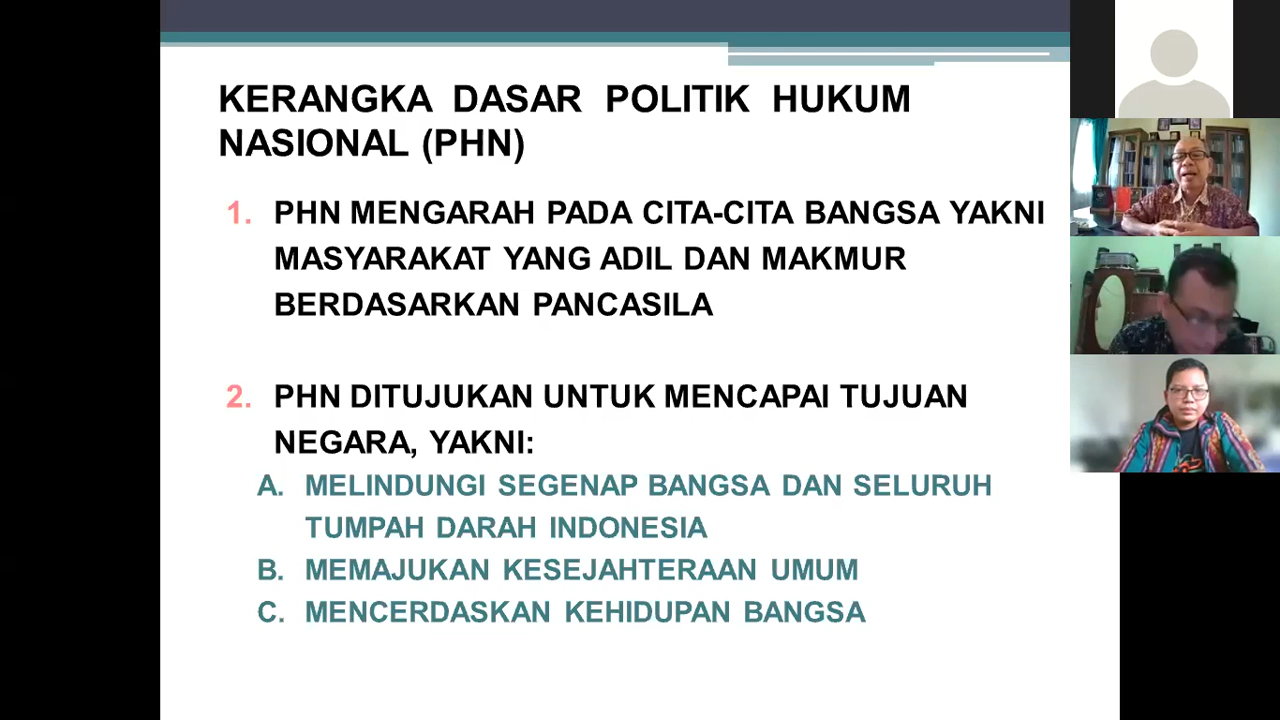 KERANGKA DASAR POLITIK HUKUM
NASIONAL (PHN)
1. PHN MENGARAH PADA CITA-CITA BANGSA YAKNI
MASYARAKAT YANG ADIL DAN MAKMUR
BERDASARKAN PANCASILA
2. PHN DITUJUKAN UNTUK MENCAPAI TUJUAN
NEGARA, YAKNI:
A. MELINDUNGI SEGENAP BANGSA DAN SELURUH
TUMPAH DARAH INDONESIA
B. MEMAJUKAN KESEJAHTERAAN UMUM
C. MENCERDASKAN KEHIDUPAN BANGSA